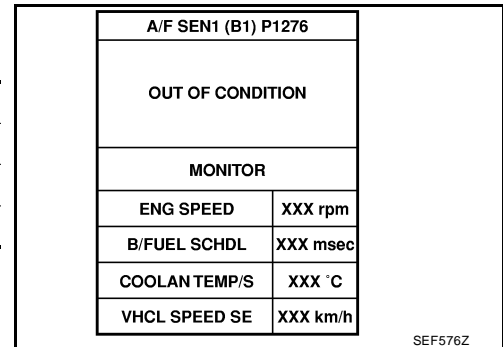 A/F SEN1 (B1) P1276
OUT OF CONDITION
MONITOR
ENG SPEED XXX rpm
B/FUEL SCHDL XXX msec
COOLAN TEMP/S XXX °C
VHCL SPEED SE XXX km/h
SEF576Z